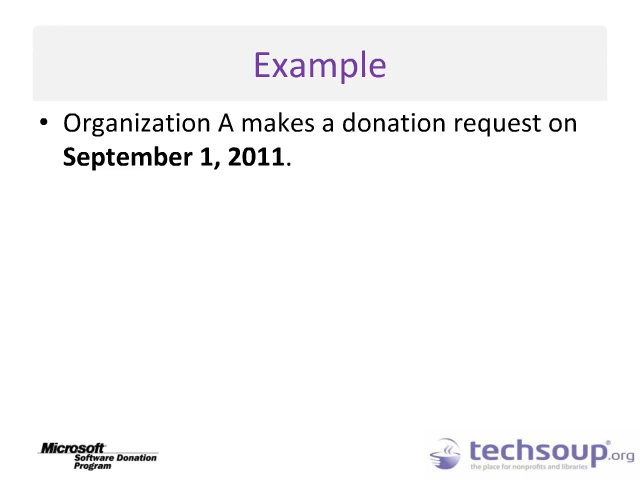 Example
• Organization A makes a donation request on
September 1, 2011.
Microsoft
Software Donation
Program
techsoup®.org
the place for nonprofits and libraries